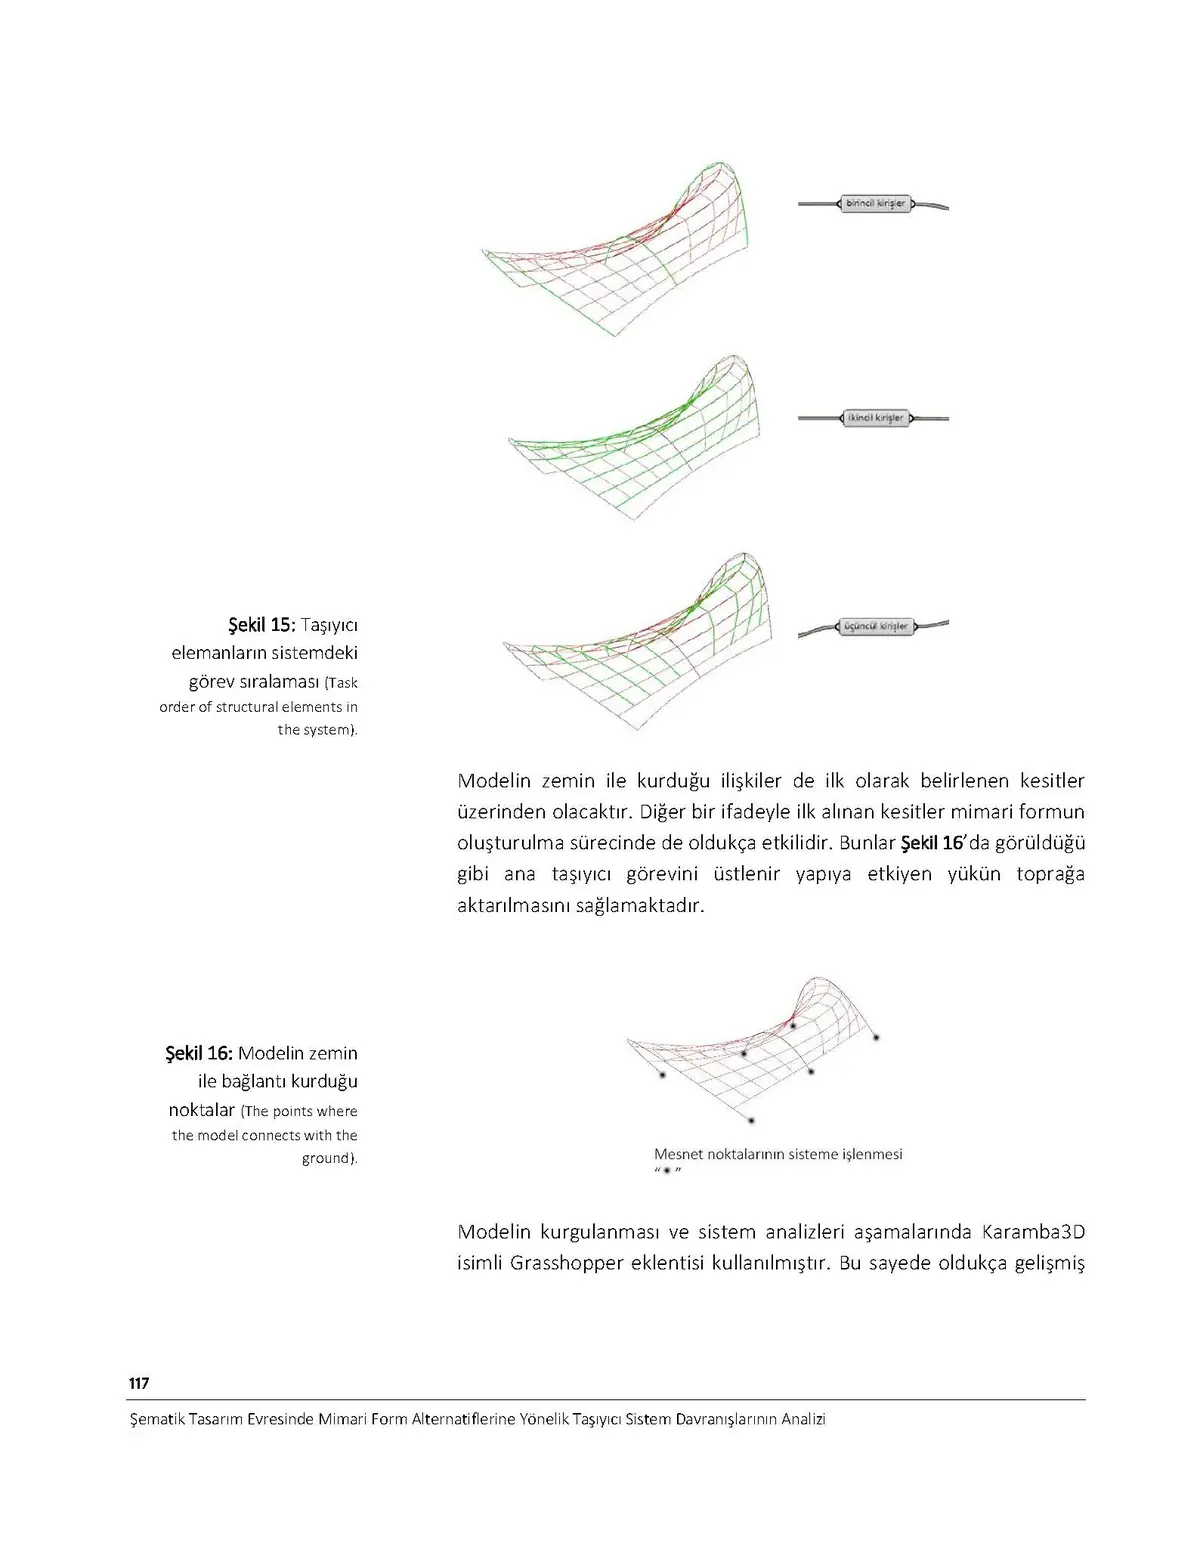 birincil kirişler
ikincil kirişler
üçüncül kirişler
Şekil 15: Taşıyıcı
elemanların sistemdeki
görev sıralaması (Task
order of structural elements in
the system).
Modelin zemin ile kurduğu ilişkiler de ilk olarak belirlenen kesitler
üzerinden olacaktır. Diğer bir ifadeyle ilk alınan kesitler mimari formun
oluşturulma sürecinde de oldukça etkilidir. Bunlar Şekil 16’da görüldüğü
gibi ana taşıyıcı görevini üstlenir yapıya etkiyen yükün toprağa
aktarılmasını sağlamaktadır.
Şekil 16: Modelin zemin
ile bağlantı kurduğu
noktalar (The points where
the model connects with the
ground).
Mesnet noktalarının sisteme işlenmesi
“ ● ”
Modelin kurgulanması ve sistem analizleri aşamalarında Karamba3D
isimli Grasshopper eklentisi kullanılmıştır. Bu sayede oldukça gelişmiş
117
Şematik Tasarım Evresinde Mimari Form Alternatiflerine Yönelik Taşıyıcı Sistem Davranışlarının Analizi